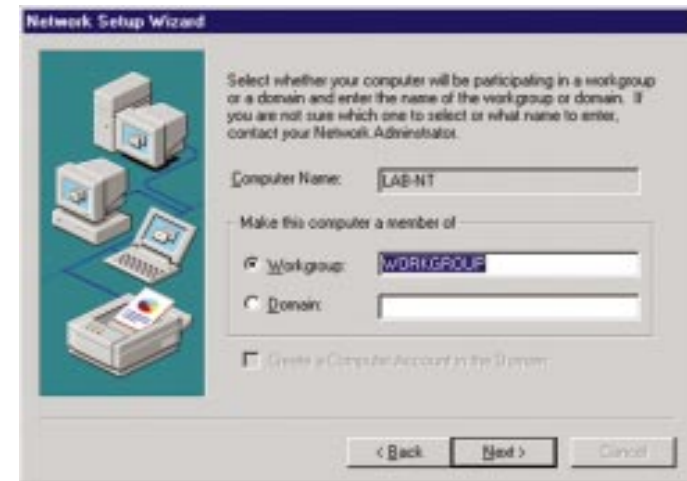 Network Setup Wizard
Select whether your computer will be participating in a workgroup
or a domain and enter the name of the workgroup or domain. If
you are not sure which one to select or what name to enter,
contact your Network Administrator.
Computer Name: LAB-NT
Make this computer a member of
Workgroup: WORKGROUP
Domain:
Create a Computer Account in the Domain
< Back Next > Cancel